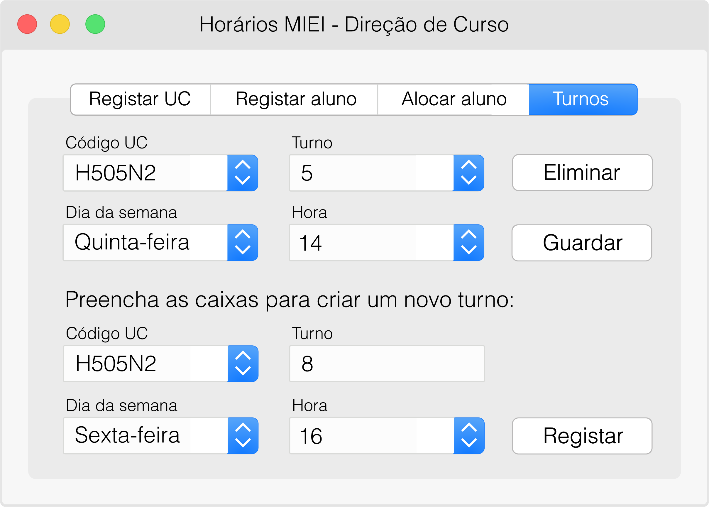 Horários MIEI - Direção de Curso
Registar UC Registar aluno Alocar aluno Turnos
Código UC Turno
H505N2 5 Eliminar
Dia da semana Hora
Quinta-feira 14 Guardar
Preencha as caixas para criar um novo turno:
Código UC Turno
H505N2 8
Dia da semana Hora
Sexta-feira 16 Registar